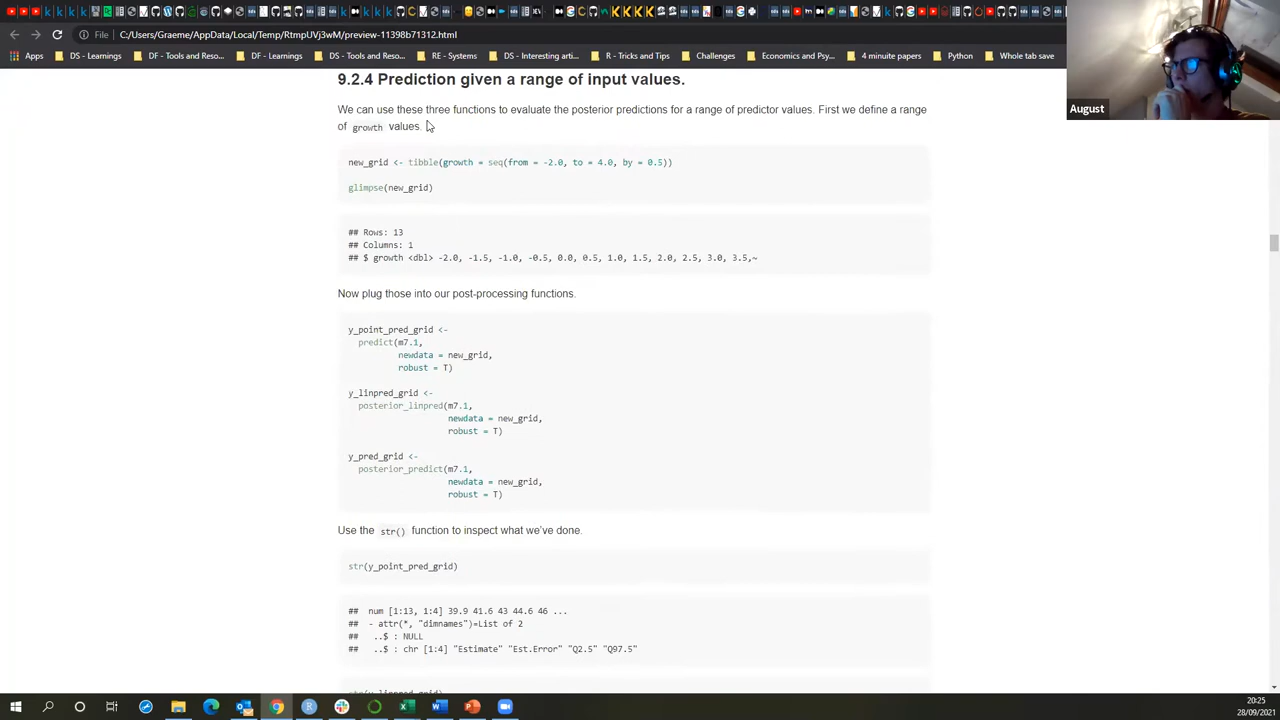 File
C:/Users/Graeme/AppData/Local/Temp/RtmpUVj3wM/preview-11398b71312.html
Apps
DS - Learnings
DF - Tools and Reso...
DF - Learnings
DS - Tools and Resou...
RE - Systems
DS - Interesting arti...
R - Tricks and Tips
Challenges
Economics and Psy...
4 minuite papers
Python
Whole tab save
August
9.2.4 Prediction given a range of input values.
We can use these three functions to evaluate the posterior predictions for a range of predictor values. First we define a range
of growth values.
new_grid <- tibble(growth = seq(from = -2.0, to = 4.0, by = 0.5))
glimpse(new_grid)
## Rows: 13
## Columns: 1
## $ growth <dbl> -2.0, -1.5, -1.0, -0.5, 0.0, 0.5, 1.0, 1.5, 2.0, 2.5, 3.0, 3.5,~
Now plug those into our post-processing functions.
y_point_pred_grid <-
predict(m7.1,
newdata = new_grid,
robust = T)
y_linpred_grid <-
posterior_linpred(m7.1,
newdata = new_grid,
robust = T)
y_pred_grid <-
posterior_predict(m7.1,
newdata = new_grid,
robust = T)
Use the str() function to inspect what we've done.
str(y_point_pred_grid)
## num [1:13, 1:4] 39.9 41.6 43 44.6 46 ...
## - attr(*, "dimnames")=List of 2
## ..$ : NULL
## ..$ : chr [1:4] "Estimate" "Est.Error" "Q2.5" "Q97.5"
20:25
28/09/2021